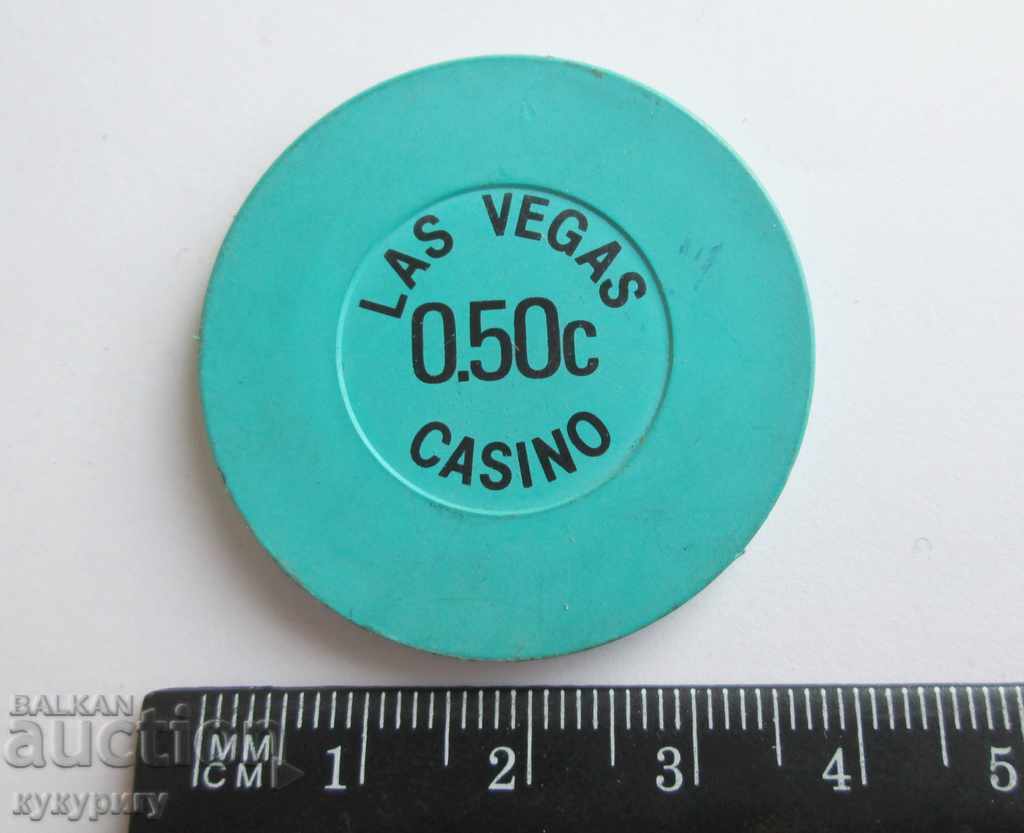 LAS VEGAS
0.50c
CASINO
BALKAN
auction
кукуригу
MM
CM
1 2 3 4 5